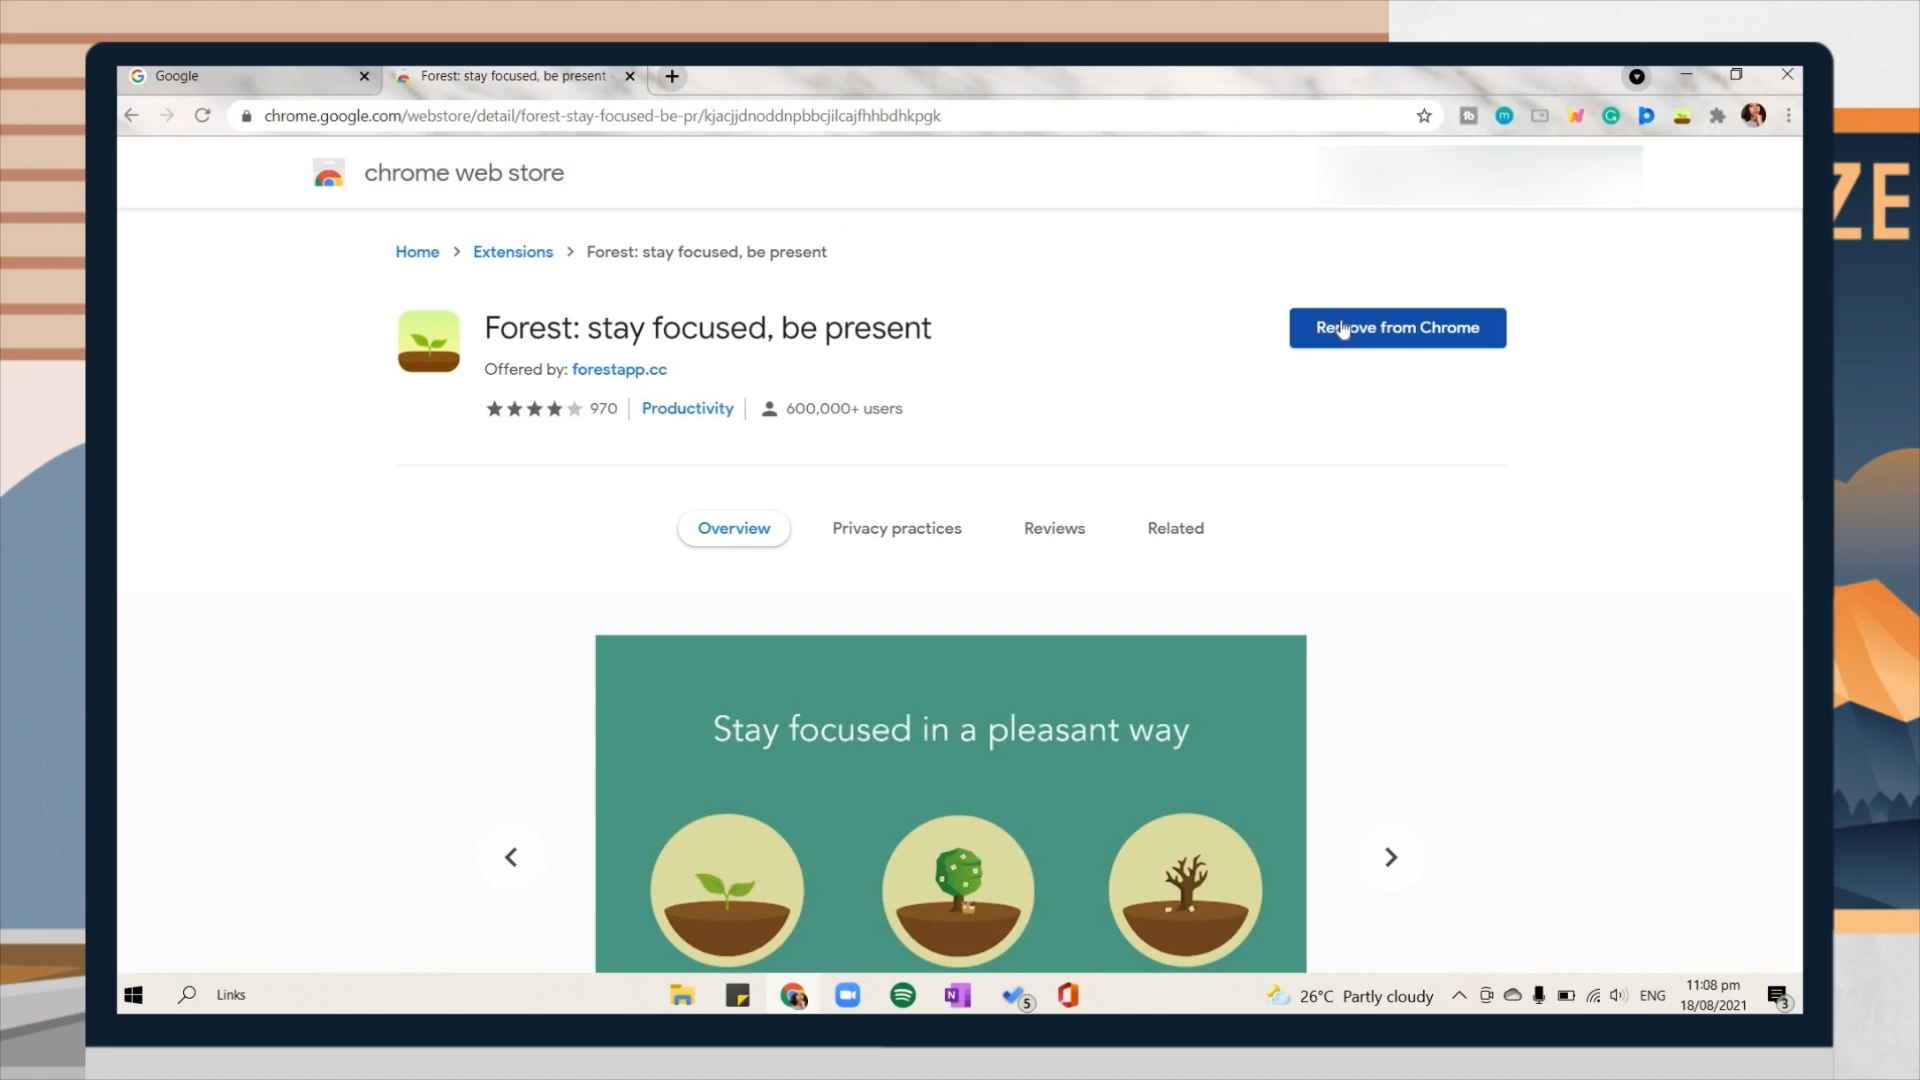 Google
Forest: stay focused, be present
chrome.google.com/webstore/detail/forest-stay-focused-be-pr/kjacjjdnoddnpbbcjilcajfhhbdhkpgk
chrome web store
Home > Extensions > Forest: stay focused, be present
Forest: stay focused, be present
Remove from Chrome
Offered by: forestapp.cc
970 Productivity 600,000+ users
Overview Privacy practices Reviews Related
Stay focused in a pleasant way
Links
5
26°C Partly cloudy
ENG
11:08 pm
18/08/2021
3
ZE